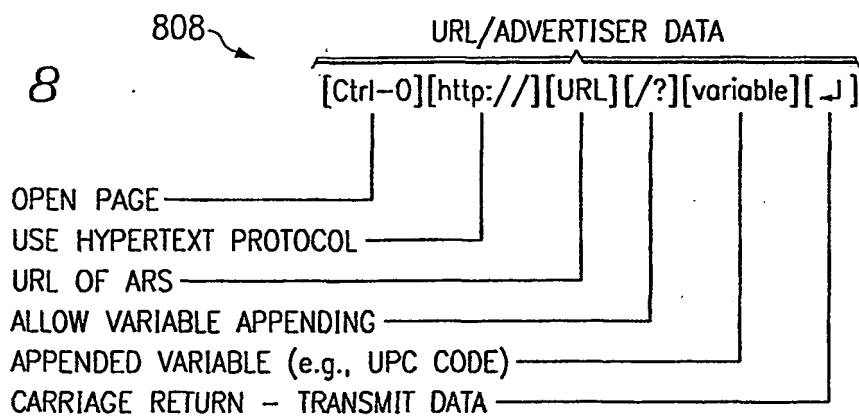 808
URL/ADVERTISER DATA
8
[Ctrl-O][http://][URL][/?][variable][↵]
OPEN PAGE
USE HYPERTEXT PROTOCOL
URL OF ARS
ALLOW VARIABLE APPENDING
APPENDED VARIABLE (e.g., UPC CODE)
CARRIAGE RETURN – TRANSMIT DATA